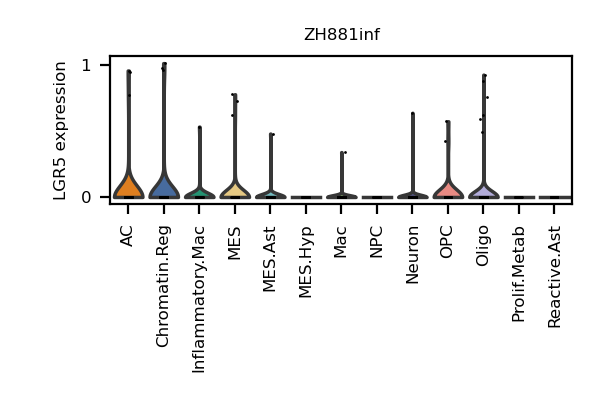 ZH881inf
LGR5 expression
1
0
AC
Chromatin.Reg
Inflammatory.Mac
MES
MES.Ast
MES.Hyp
Mac
NPC
Neuron
OPC
Oligo
Prolif.Metab
Reactive.Ast